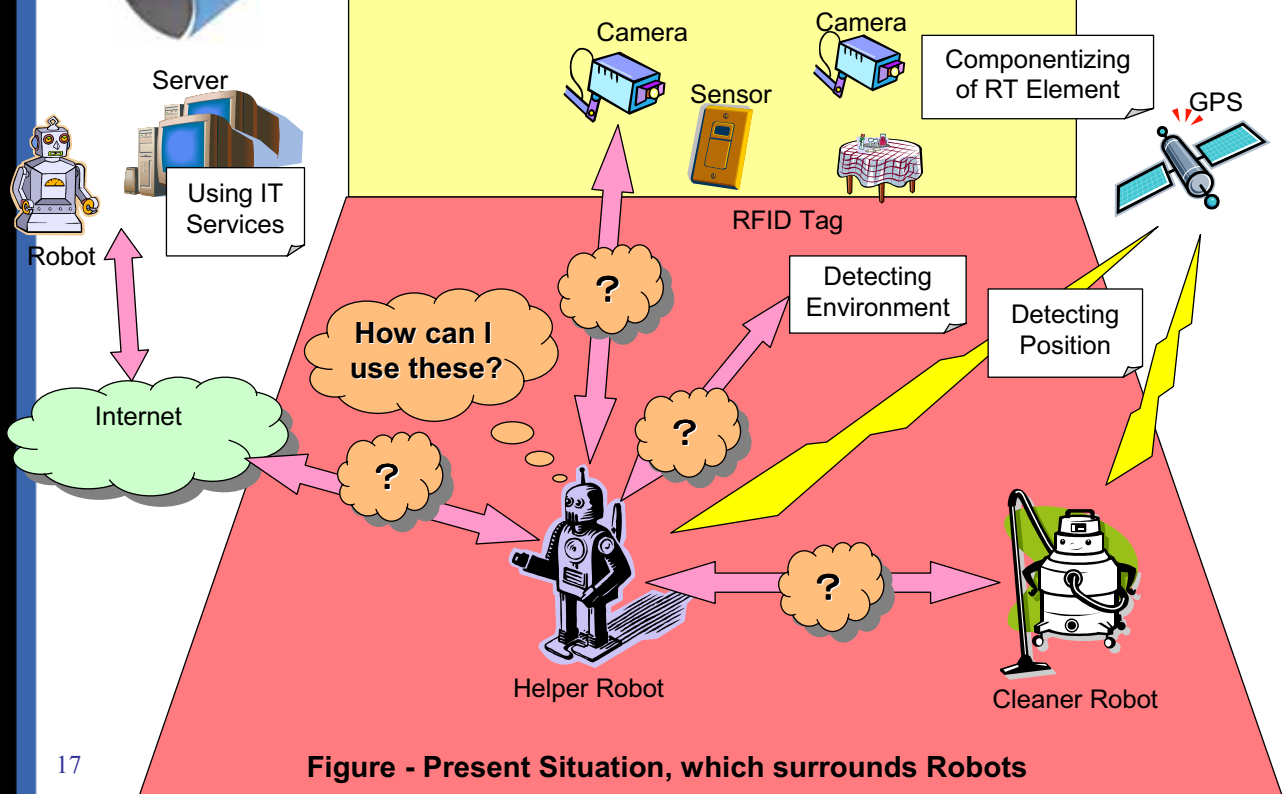 Camera
Camera
Componentizing
of RT Element
Server
Sensor
GPS
Using IT
Services
RFID Tag
Robot
Detecting
Environment
Detecting
Position
?
How can I
use these?
Internet
?
?
?
Helper Robot
Cleaner Robot
17
Figure - Present Situation, which surrounds Robots